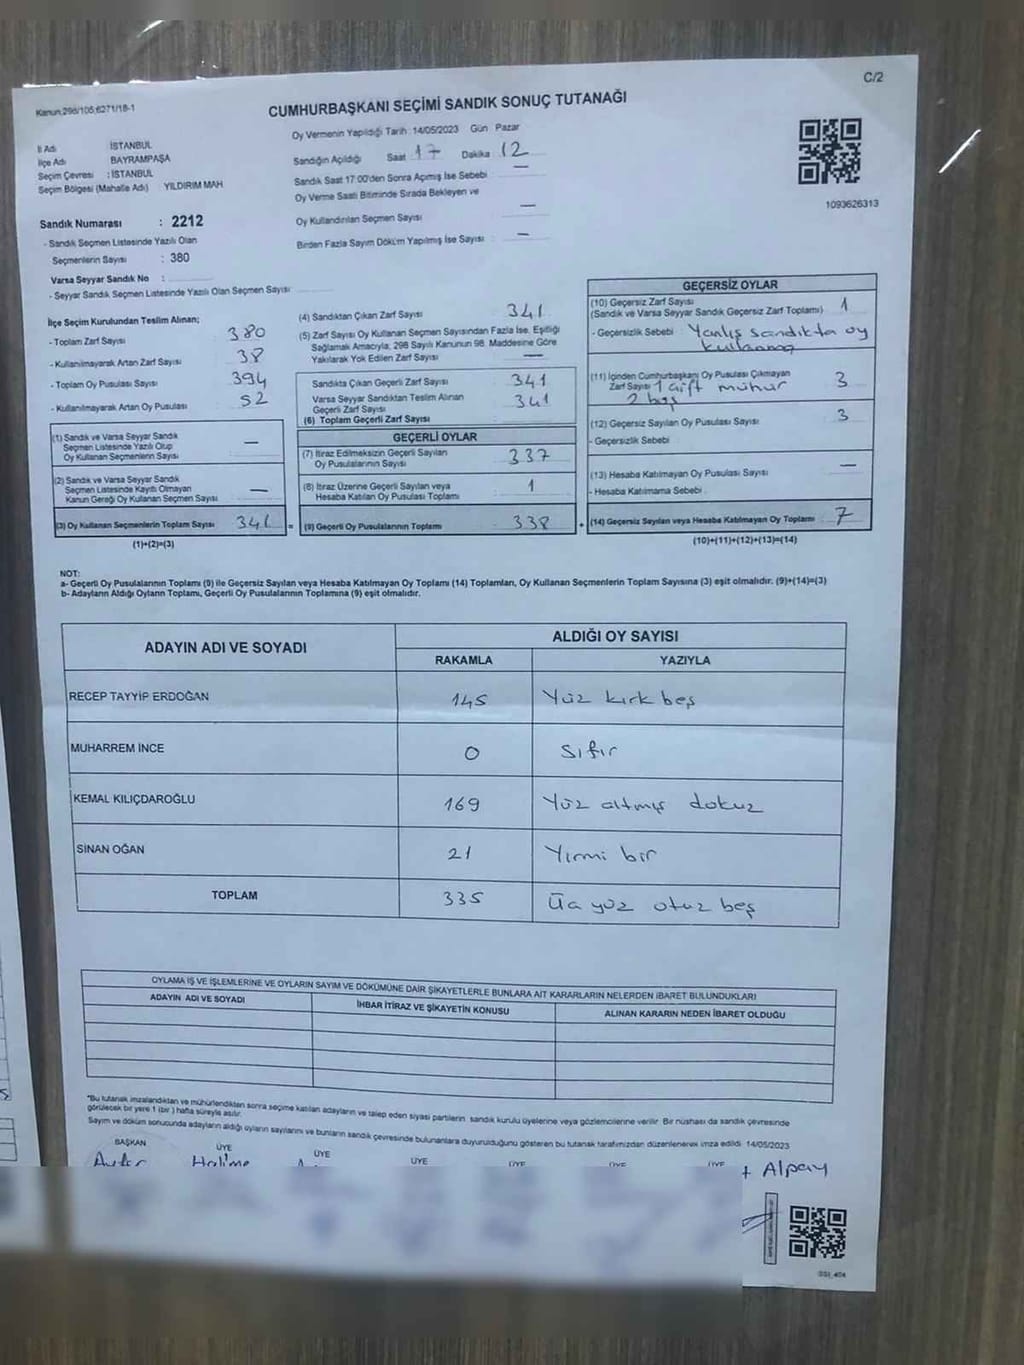 C/2
Kanun,298/105;6271/18-1
CUMHURBAŞKANI SEÇİMİ SANDIK SONUÇ TUTANAĞI
1093626313
İl Adı İSTANBUL
İlçe Adı BAYRAMPAŞA
Seçim Çevresi : İSTANBUL
Seçim Bölgesi (Mahalle Adı) YILDIRIM MAH
Sandık Numarası : 2212
- Sandık Seçmen Listesinde Yazılı Olan
Seçmenlerin Sayısı : 380
Varsa Seyyar Sandık No :
- Seyyar Sandık Seçmen Listesinde Yazılı Olan Seçmen Sayısı
Oy Vermenin Yapıldığı Tarih : 14/05/2023 Gün Pazar
Sandığın Açıldığı Saat 17 Dakika 12
Sandık Saat 17:00'den Sonra Açımış İse Sebebi —
Oy Verme Saati Bitiminde Sırada Bekleyen ve
Oy Kullandırılan Seçmen Sayısı —
Birden Fazla Sayım Döküm Yapılmış İse Sayısı —
İlçe Seçim Kurulundan Teslim Alınan;
- Toplam Zarf Sayısı 380
- Kullanılmayarak Artan Zarf Sayısı 38
- Toplam Oy Pusulası Sayısı 394
- Kullanılmayarak Artan Oy Pusulası 52
(1) Sandık ve Varsa Seyyar Sandık
Seçmen Listesinde Yazılı Olup
Oy Kullanan Seçmenlerin Sayısı —
(2) Sandık ve Varsa Seyyar Sandık
Seçmen Listesinde Kayıtlı Olmayan
Kanun Gereği Oy Kullanan Seçmen Sayısı —
(3) Oy Kullanan Seçmenlerin Toplam Sayısı 341 =
(1)+(2)=(3)
(4) Sandıktan Çıkan Zarf Sayısı 341
(5) Zarf Sayısı Oy Kullanan Seçmen Sayısından Fazla İse, Eşitliği
Sağlamak Amacıyla; 298 Sayılı Kanunun 98. Maddesine Göre
Yakılarak Yok Edilen Zarf Sayısı —
Sandıkta Çıkan Geçerli Zarf Sayısı 341
Varsa Seyyar Sandıktan Teslim Alınan
Geçerli Zarf Sayısı 341
(6) Toplam Geçerli Zarf Sayısı
GEÇERLİ OYLAR
(7) İtiraz Edilmeksizin Geçerli Sayılan
Oy Pusulalarının Sayısı 337
(8) İtiraz Üzerine Geçerli Sayılan veya
Hesaba Katılan Oy Pusulası Toplamı 1
(9) Geçerli Oy Pusulalarının Toplamı 338 +
GEÇERSİZ OYLAR
(10) Geçersiz Zarf Sayısı
(Sandık ve Varsa Seyyar Sandık Geçersiz Zarf Toplamı) 1
- Geçersizlik Sebebi Yanlış sandıkta oy
kullanma
(11) İçinden Cumhurbaşkanı Oy Pusulası Çıkmayan
Zarf Sayısı 1 çift mühür 3
2 boş
(12) Geçersiz Sayılan Oy Pusulası Sayısı 3
- Geçersizlik Sebebi
(13) Hesaba Katılmayan Oy Pusulası Sayısı —
- Hesaba Katılmama Sebebi
(14) Geçersiz Sayılan veya Hesaba Katılmayan Oy Toplamı 7
(10)+(11)+(12)+(13)=(14)
NOT:
a- Geçerli Oy Pusulalarının Toplamı (9) ile Geçersiz Sayılan veya Hesaba Katılmayan Oy Toplamı (14) Toplamları, Oy Kullanan Seçmenlerin Toplam Sayısına (3) eşit olmalıdır. (9)+(14)=(3)
b- Adayların Aldığı Oyların Toplamı, Geçerli Oy Pusulalarının Toplamına (9) eşit olmalıdır.
ADAYIN ADI VE SOYADI ALDIĞI OY SAYISI
RAKAMLA YAZIYLA
RECEP TAYYİP ERDOĞAN 145 Yüz kırk beş
MUHARREM İNCE 0 Sıfır
KEMAL KILIÇDAROĞLU 169 Yüz altmış dokuz
SİNAN OĞAN 21 Yirmi bir
TOPLAM 335 Üç yüz otuz beş
OYLAMA İŞ VE İŞLEMLERİNE VE OYLARIN SAYIM VE DÖKÜMÜNE DAİR ŞİKAYETLERLE BUNLARA AİT KARARLARIN NELERDEN İBARET BULUNDUKLARI
ADAYIN ADI VE SOYADI İHBAR İTİRAZ VE ŞİKAYETİN KONUSU ALINAN KARARIN NEDEN İBARET OLDUĞU
*Bu tutanak imzalandıktan ve mühürlendikten sonra seçime katılan adayların ve talep eden siyasi partilerin sandık kurulu üyelerine veya gözlemcilerine verilir. Bir nüshası da sandık çevresinde
görülecek bir yere 1 (bir) hafta süreyle asılır.
Sayım ve döküm sonucunda adayların aldığı oyların sayılarını ve bunların sandık çevresinde bulunanlara duyurulduğunu gösteren bu tutanak tarafımızdan düzenlenerek imza edildi. 14/05/2023
BAŞKAN ÜYE ÜYE ÜYE ÜYE ÜYE ÜYE
Halime Alpay